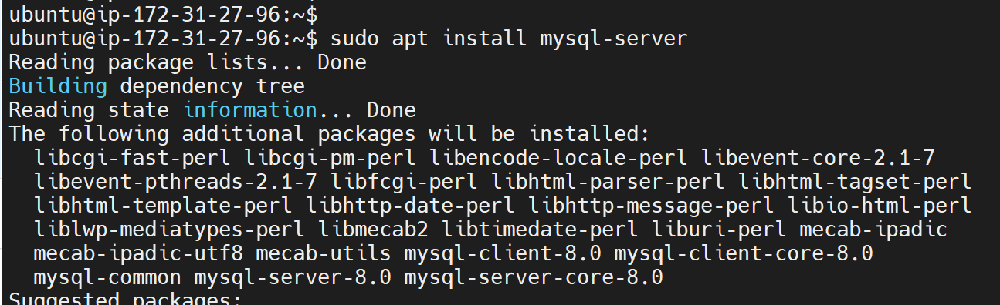 ubuntu@ip-172-31-27-96:~$
ubuntu@ip-172-31-27-96:~$ sudo apt install mysql-server
Reading package lists... Done
Building dependency tree
Reading state information... Done
The following additional packages will be installed:
  libcgi-fast-perl libcgi-pm-perl libencode-locale-perl libevent-core-2.1-7
  libevent-pthreads-2.1-7 libfcgi-perl libhtml-parser-perl libhtml-tagset-perl
  libhtml-template-perl libhttp-date-perl libhttp-message-perl libio-html-perl
  liblwp-mediatypes-perl libmecab2 libtimedate-perl liburi-perl mecab-ipadic
  mecab-ipadic-utf8 mecab-utils mysql-client-8.0 mysql-client-core-8.0
  mysql-common mysql-server-8.0 mysql-server-core-8.0
Suggested packages: